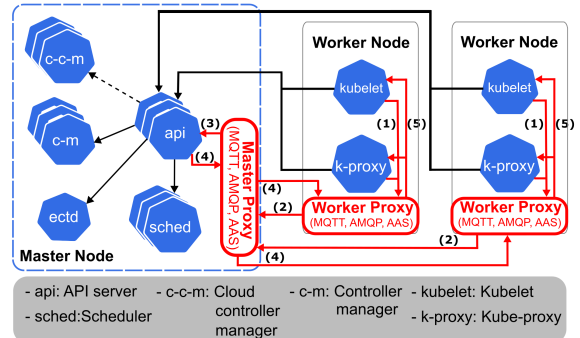 c-c-m
c-m
api
ectd
sched
Master Node
(3)
(4)
Master Proxy
(MQTT, AMQP, AAS)
(4)
(2)
(4)
Worker Node
kubelet
(1)
(5)
k-proxy
Worker Proxy
(MQTT, AMQP, AAS)
Worker Node
kubelet
(1)
(5)
k-proxy
Worker Proxy
(MQTT, AMQP, AAS)
(2)
- api: API server
- sched:Scheduler
- c-c-m: Cloud
controller
manager
- c-m: Controller
manager
- kubelet: Kubelet
- k-proxy: Kube-proxy